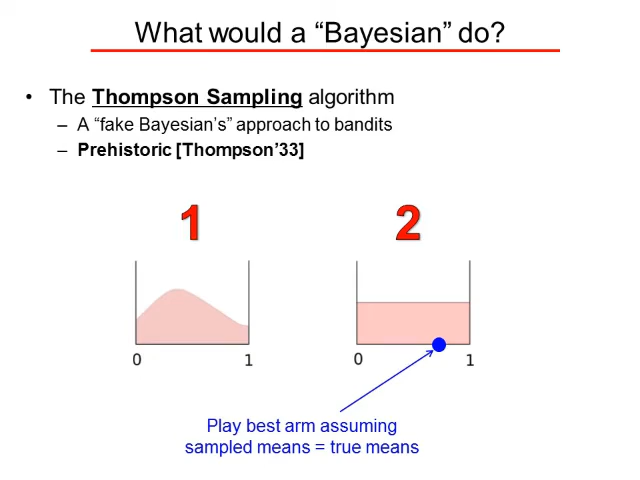 What would a “Bayesian” do?
• The Thompson Sampling algorithm
– A “fake Bayesian’s” approach to bandits
– Prehistoric [Thompson’33]
1 2
0 1 0 1
Play best arm assuming
sampled means = true means